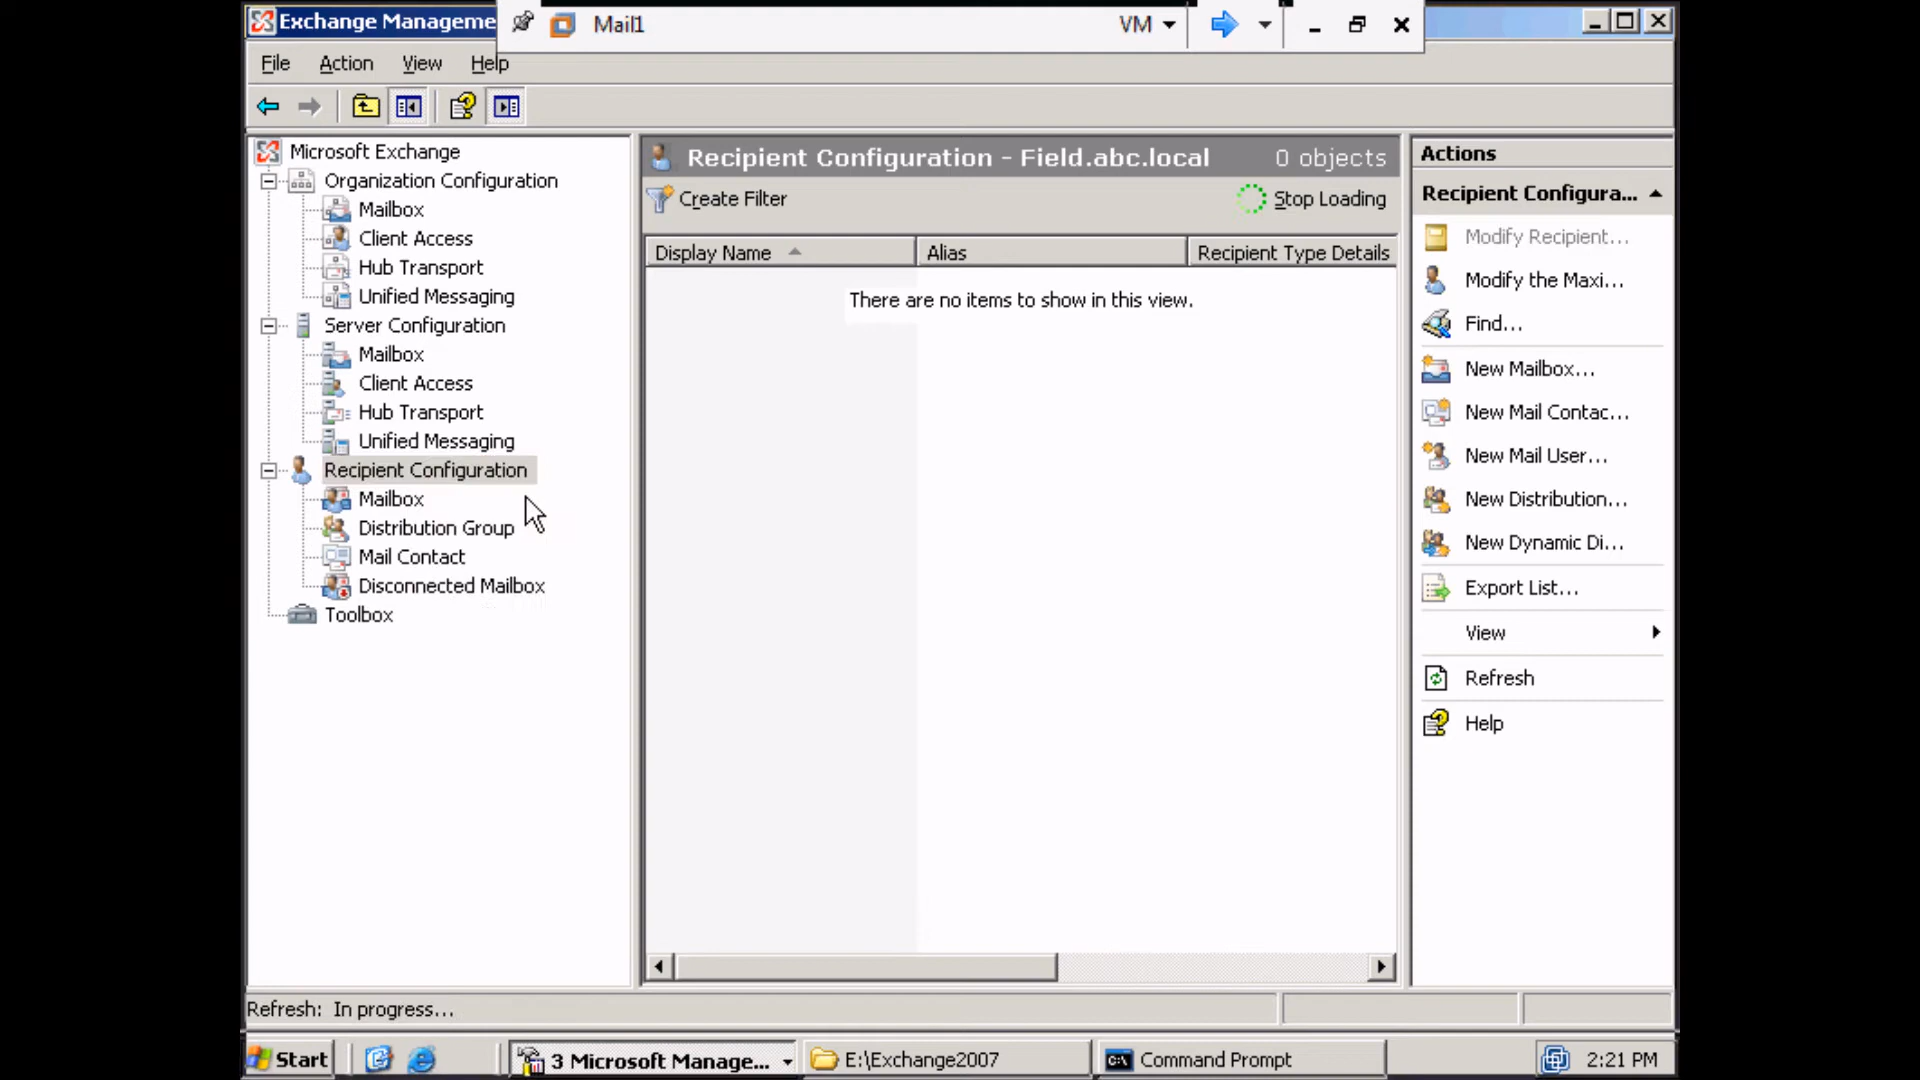 Exchange Manageme
Mail1
VM
File Action View Help
Microsoft Exchange
Organization Configuration
Mailbox
Client Access
Hub Transport
Unified Messaging
Server Configuration
Mailbox
Client Access
Hub Transport
Unified Messaging
Recipient Configuration
Mailbox
Distribution Group
Mail Contact
Disconnected Mailbox
Toolbox
Recipient Configuration - Field.abc.local 0 objects
Create Filter Stop Loading
Display Name Alias Recipient Type Details
There are no items to show in this view.
Actions
Recipient Configura...
Modify Recipient...
Modify the Maxi...
Find...
New Mailbox...
New Mail Contac...
New Mail User...
New Distribution...
New Dynamic Di...
Export List...
View
Refresh
Help
Refresh: In progress...
Start 3 Microsoft Manage... E:\Exchange2007 Command Prompt 2:21 PM